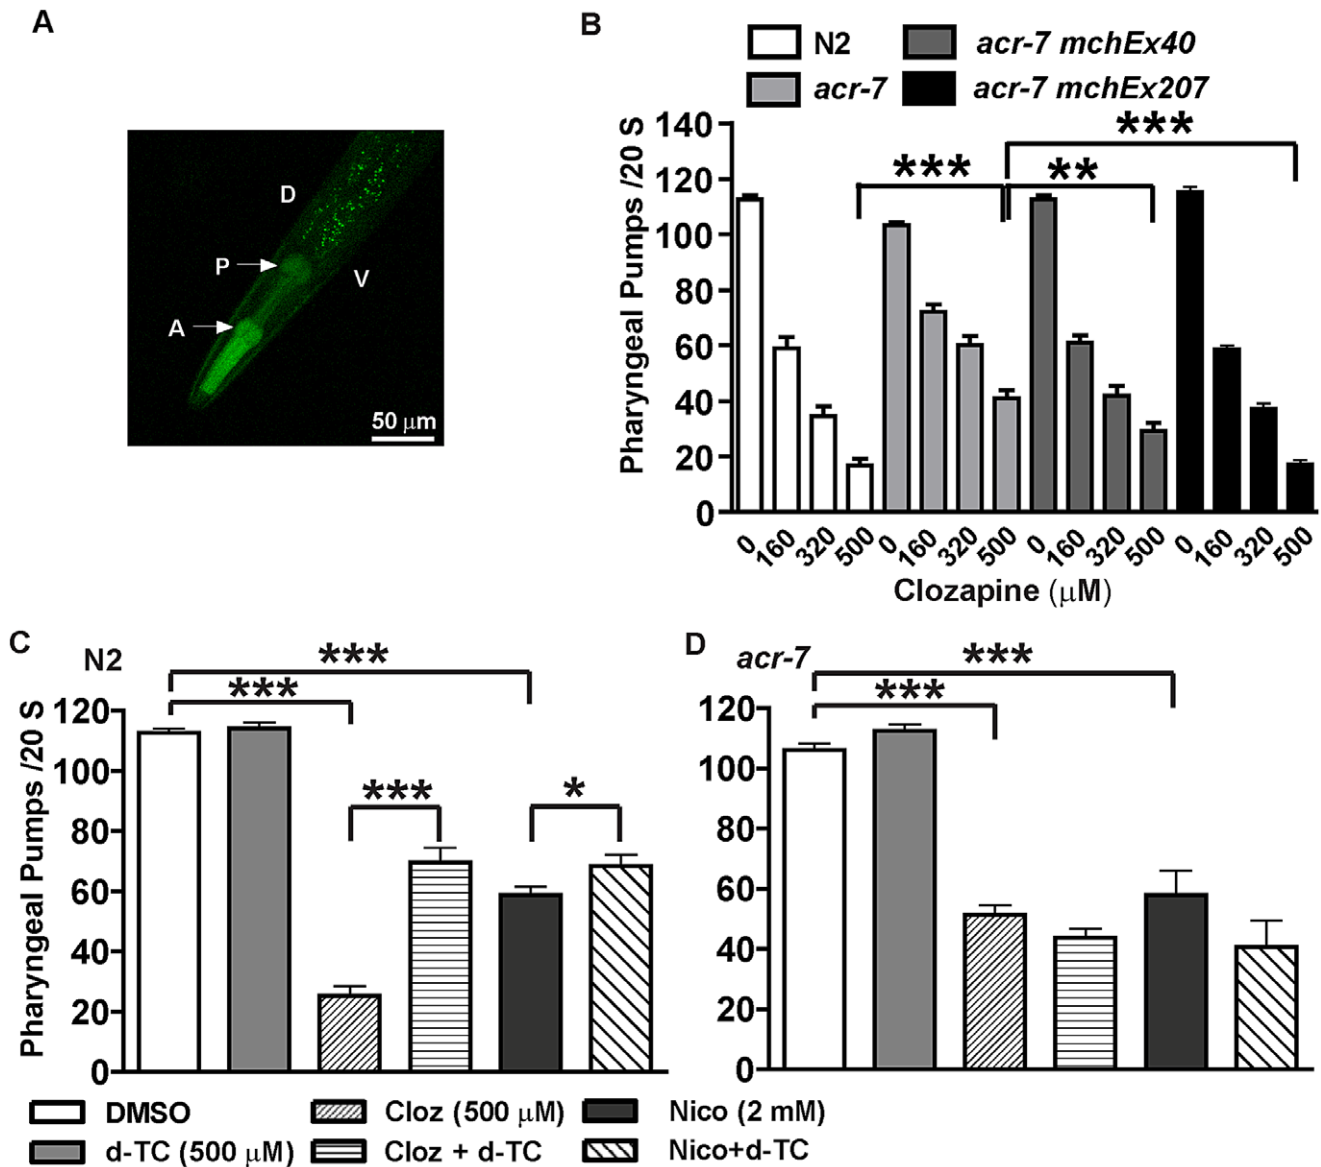 A
D
P
V
A
50 μm
B
N2
acr-7 mchEx40
acr-7
acr-7 mchEx207
Pharyngeal Pumps /20 S
140
120
100
80
60
40
20
0
***
***
**
0 160 320 500 0 160 320 500 0 160 320 500 0 160 320 500
Clozapine (μM)
C
N2
Pharyngeal Pumps /20 S
120
100
80
60
40
20
0
***
***
***
*
D
acr-7
120
100
80
60
40
20
0
***
***
DMSO
Cloz (500 μM)
Nico (2 mM)
d-TC (500 μM)
Cloz + d-TC
Nico+d-TC